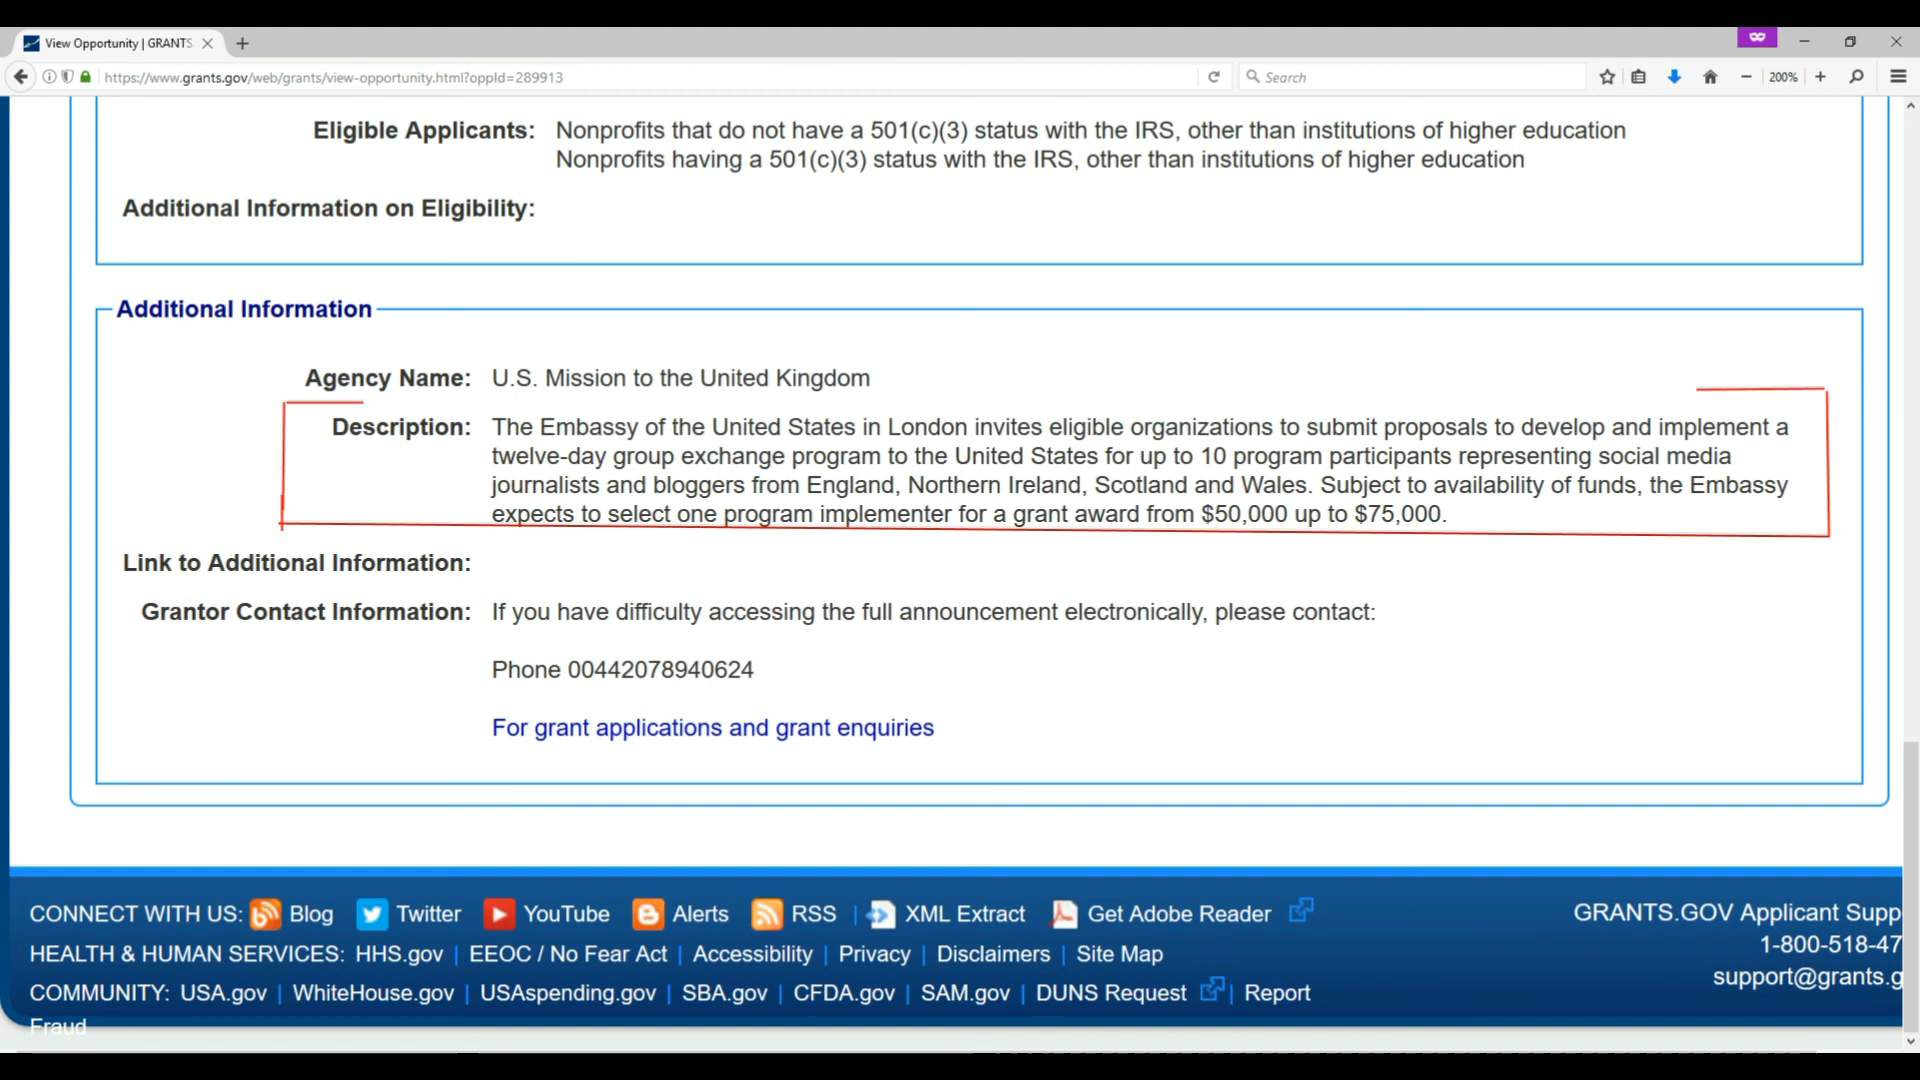 View Opportunity | GRANTS
https://www.grants.gov/web/grants/view-opportunity.html?oppId=289913
Search
200%
Eligible Applicants: Nonprofits that do not have a 501(c)(3) status with the IRS, other than institutions of higher education
Nonprofits having a 501(c)(3) status with the IRS, other than institutions of higher education
Additional Information on Eligibility:
Additional Information
Agency Name: U.S. Mission to the United Kingdom
Description: The Embassy of the United States in London invites eligible organizations to submit proposals to develop and implement a
twelve-day group exchange program to the United States for up to 10 program participants representing social media
journalists and bloggers from England, Northern Ireland, Scotland and Wales. Subject to availability of funds, the Embassy
expects to select one program implementer for a grant award from $50,000 up to $75,000.
Link to Additional Information:
Grantor Contact Information: If you have difficulty accessing the full announcement electronically, please contact:
Phone 00442078940624
For grant applications and grant enquiries
CONNECT WITH US: Blog Twitter YouTube Alerts RSS | XML Extract Get Adobe Reader
HEALTH & HUMAN SERVICES: HHS.gov | EEOC / No Fear Act | Accessibility | Privacy | Disclaimers | Site Map
COMMUNITY: USA.gov | WhiteHouse.gov | USAspending.gov | SBA.gov | CFDA.gov | SAM.gov | DUNS Request | Report
Fraud
GRANTS.GOV Applicant Supp
1-800-518-47
support@grants.g